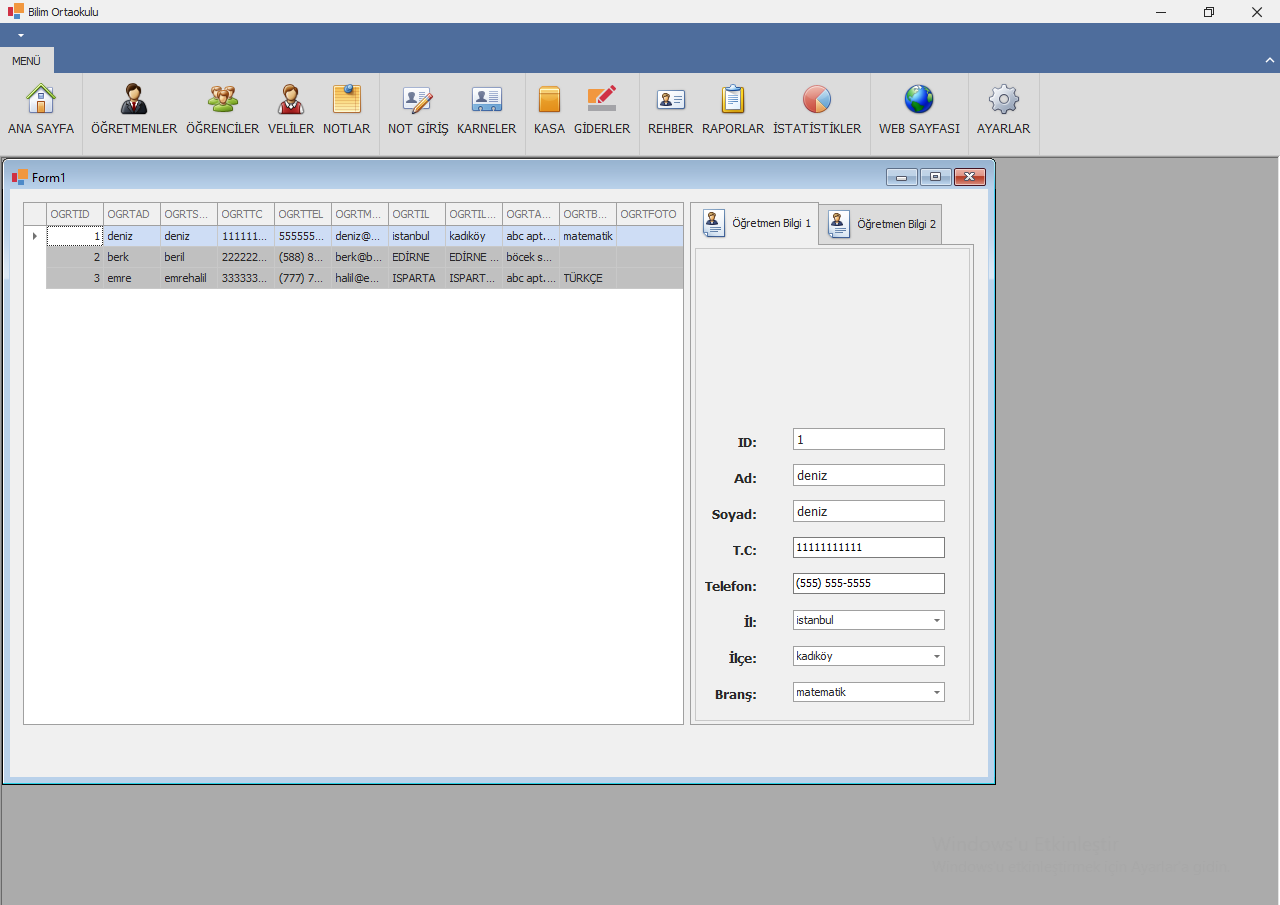 Bilim Ortaokulu
MENÜ
ANA SAYFA ÖĞRETMENLER ÖĞRENCİLER VELİLER NOTLAR NOT GİRİŞ KARNELER KASA GİDERLER REHBER RAPORLAR İSTATİSTİKLER WEB SAYFASI AYARLAR
Form1
OGRTID OGRTAD OGRTS... OGRTTC OGRTTEL OGRTM... OGRTIL OGRTIL... OGRTA... OGRTB... OGRTFOTO
1 deniz deniz 111111... 555555... deniz@... istanbul kadıköy abc apt.... matematik
2 berk beril 222222... (588) 8... berk@b... EDİRNE EDİRNE ... böcek s...
3 emre emrehalil 333333... (777) 7... halil@e... ISPARTA ISPART... abc apt.... TÜRKÇE
Öğretmen Bilgi 1 Öğretmen Bilgi 2
ID: 1
Ad: deniz
Soyad: deniz
T.C: 11111111111
Telefon: (555) 555-5555
İl: istanbul
İlçe: kadıköy
Branş: matematik